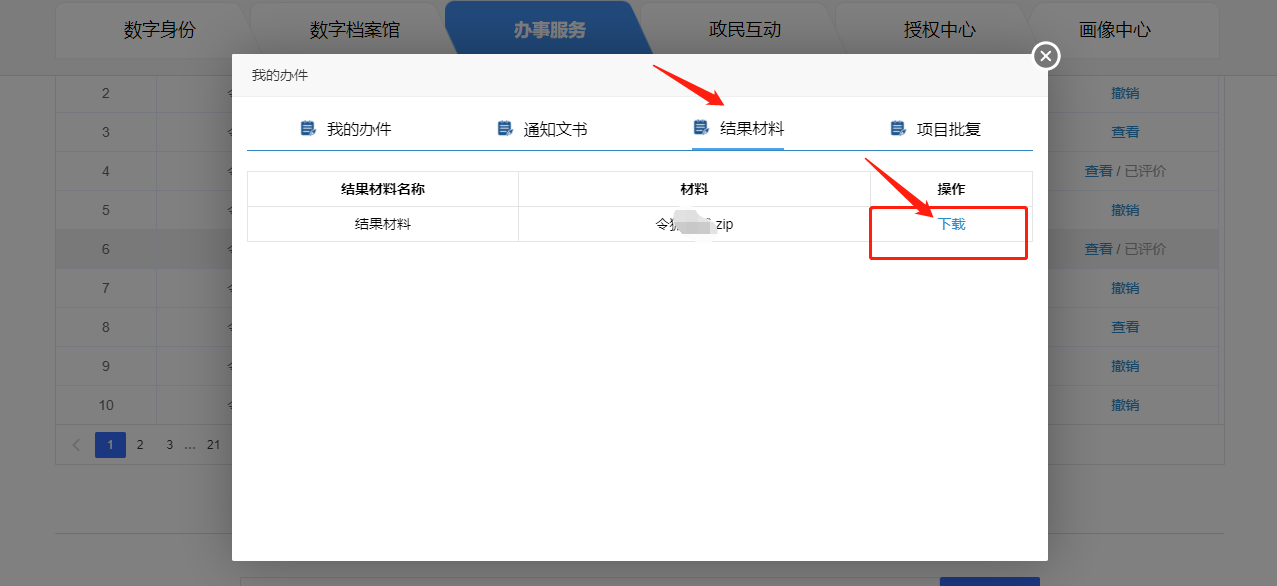 数字身份 数字档案馆 办事服务 政民互动 授权中心 画像中心
我的办件
2 撤销
我的办件 通知文书 结果材料 项目批复
3 查看
4 查看 / 已评价
结果材料名称 材料 操作
5 撤销
结果材料 令 zip 下载
6 查看 / 已评价
7 撤销
8 查看
9 撤销
10 撤销
1 2 3 ... 21